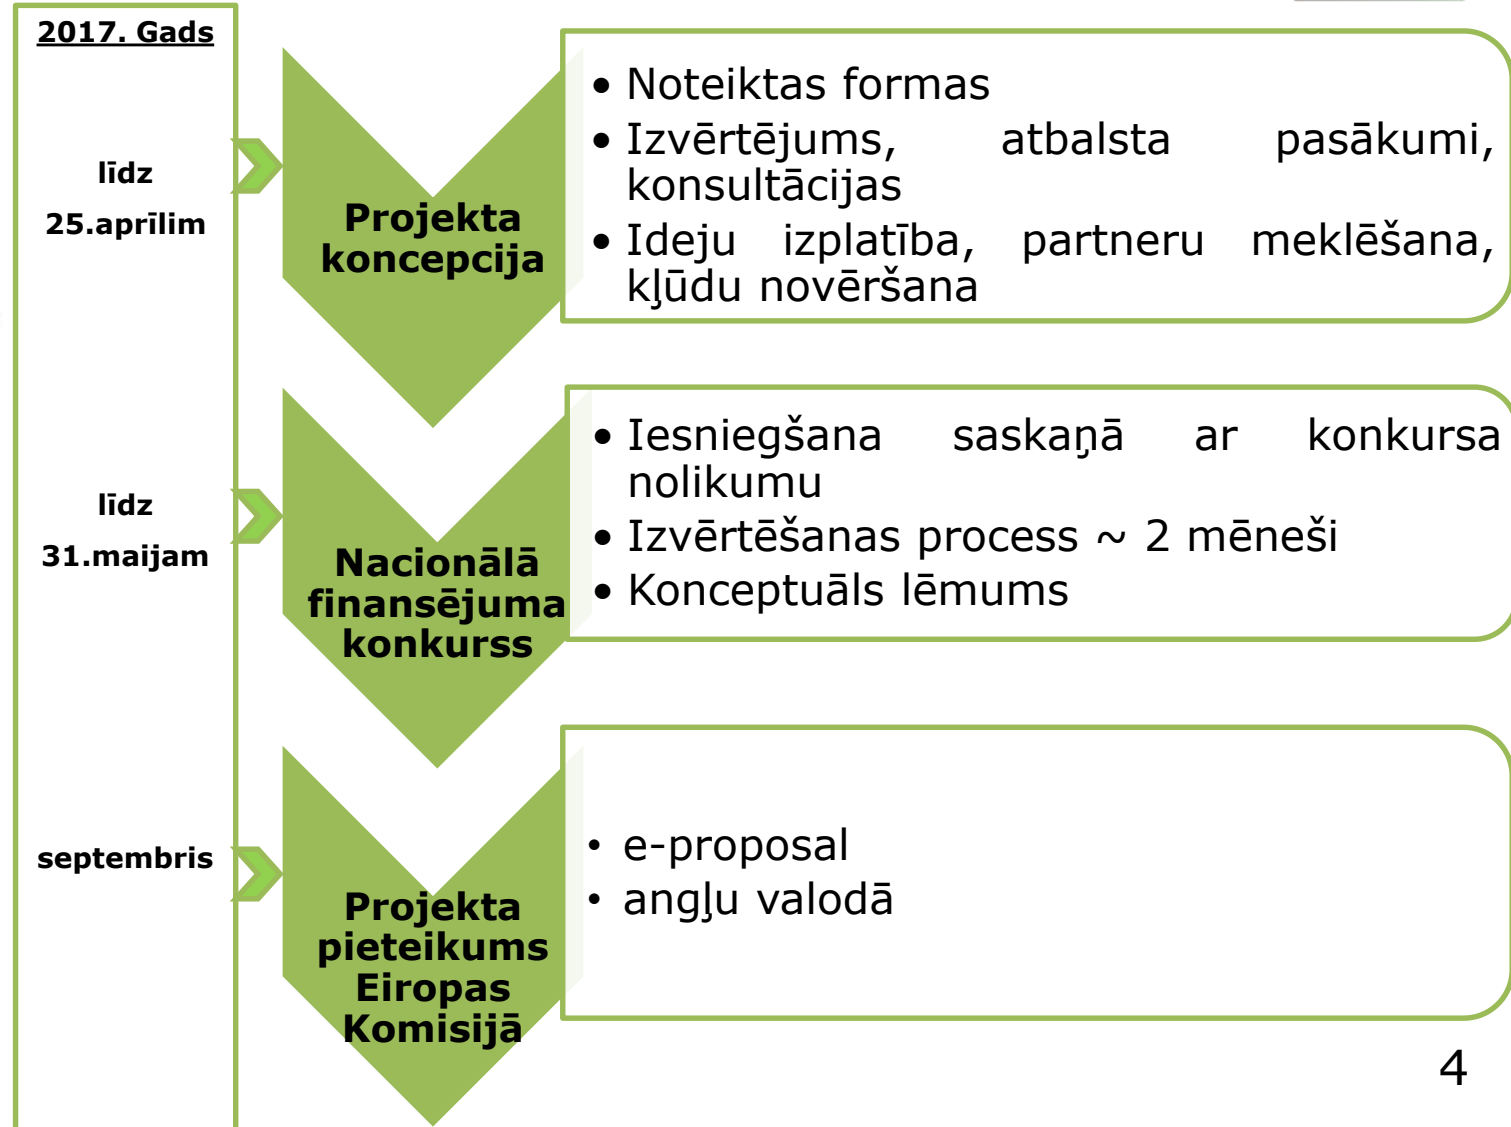 2017. Gads
līdz
25.aprīlim
Projekta
koncepcija
• Noteiktas formas
• Izvērtējums, atbalsta pasākumi,
konsultācijas
• Ideju izplatība, partneru meklēšana,
kļūdu novēršana
līdz
31.maijam
Nacionālā
finansējuma
konkurss
• Iesniegšana saskaņā ar konkursa
nolikumu
• Izvērtēšanas process ~ 2 mēneši
• Konceptuāls lēmums
septembris
Projekta
pieteikums
Eiropas
Komisijā
• e-proposal
• angļu valodā
4